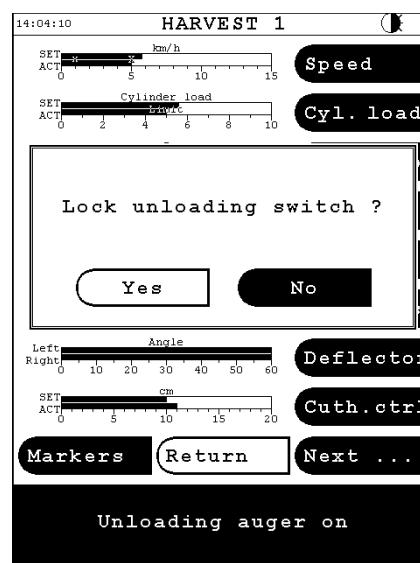 14:04:10 HARVEST 1
km/h
SET
ACT
0 5 10 15
Speed
Cylinder load
SET
ACT
0 2 4 6 8 10
Cyl. load
Lock unloading switch ?
Yes No
Angle
Left
Right
0 10 20 30 40 50 60
Deflector
cm
SET
ACT
0 5 10 15 20
Cuth.ctrl
Markers Return Next ...
Unloading auger on